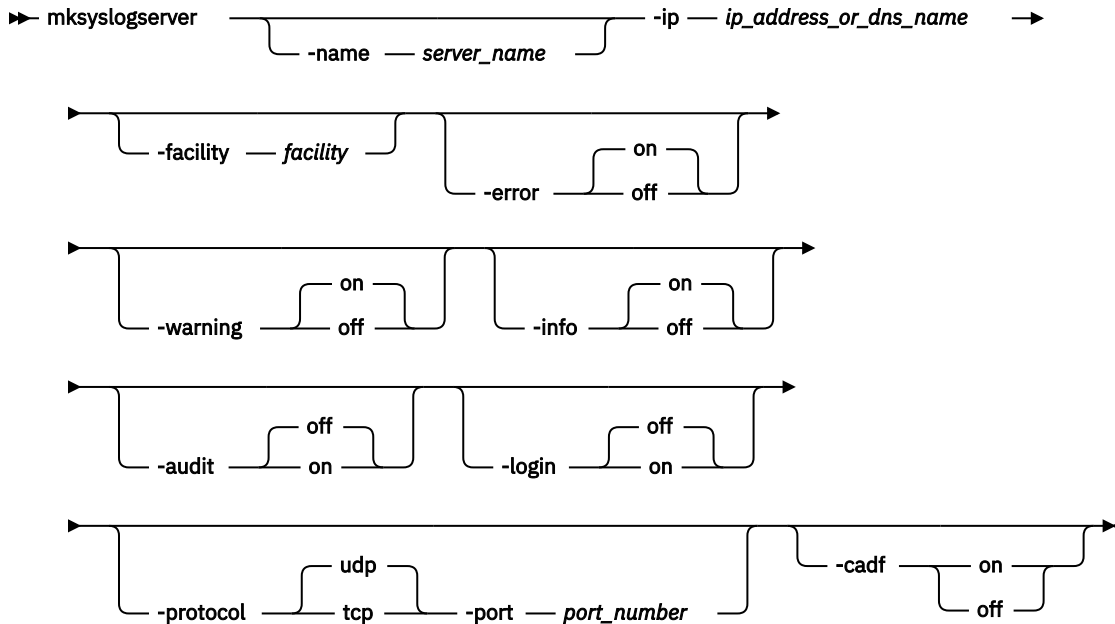 mksyslogserver -name server_name -ip ip_address_or_dns_name
-facility facility -error on off
-warning on off -info on off
-audit off on -login off on
-protocol udp tcp -port port_number -cadf on off